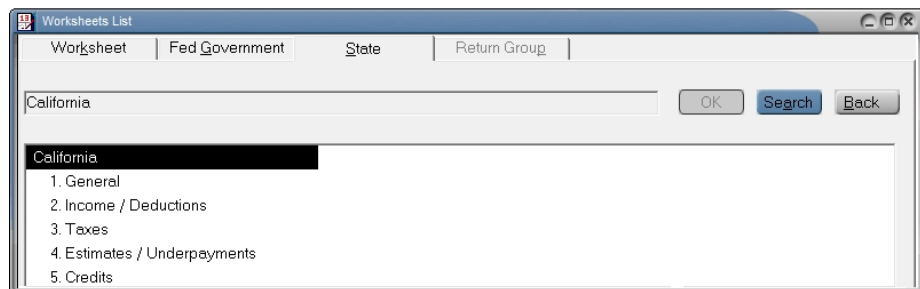 Worksheets List
Worksheet Fed Government State Return Group
California OK Search Back
California
1. General
2. Income / Deductions
3. Taxes
4. Estimates / Underpayments
5. Credits